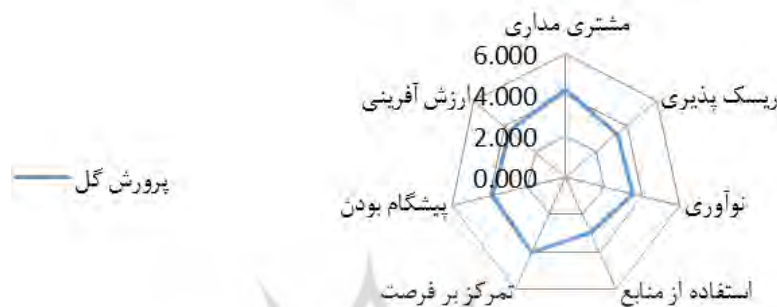 مشتری مداری
6.000
ریسک پذیری
4.000
ارزش آفرینی
2.000
0.000
پرورش گل
نوآوری
پیشگام بودن
استفاده از منابع
تمرکز بر فرصت